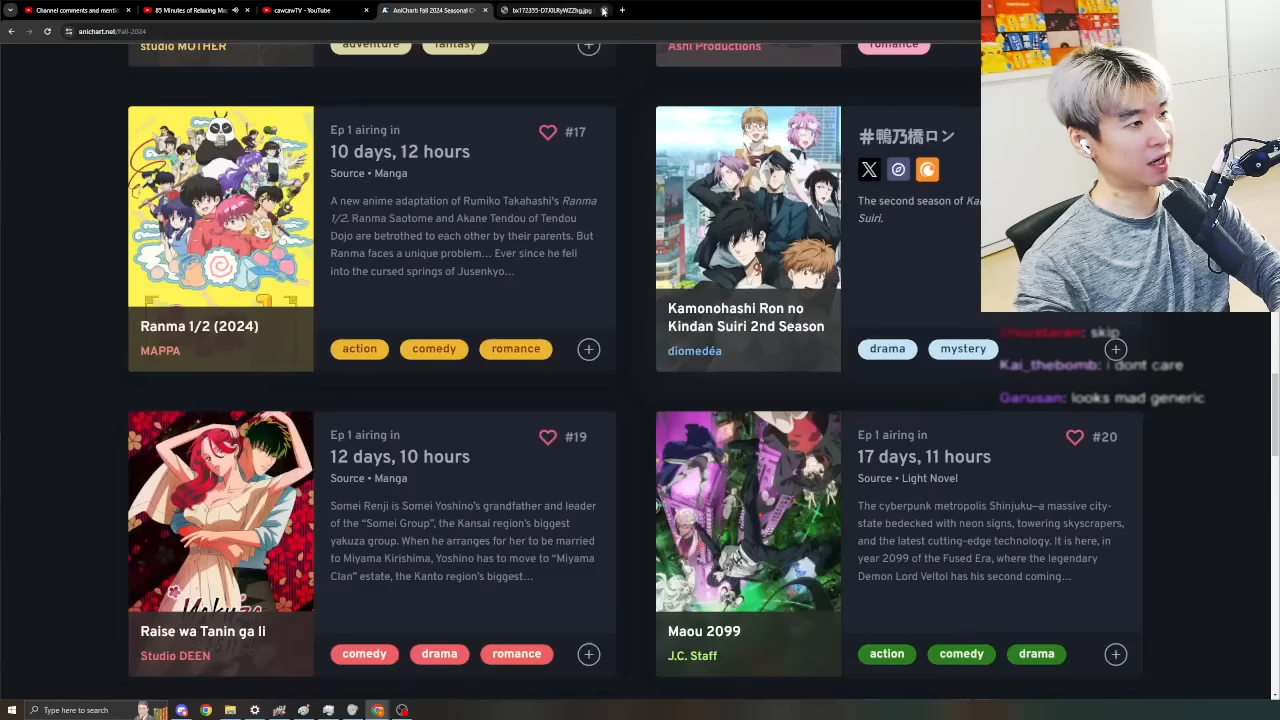 Channel comments and menti
85 Minutes of Relaxing Ma
cawcawTV - YouTube
AniChart: Fall 2024 Seasonal Ch
anichart.net/Fall-2024
studio MOTHER
adventure
fantasy
Ashi Productions
romance
Ep 1 airing in
#17
10 days, 12 hours
Source • Manga
A new anime adaptation of Rumiko Takahashi's Ranma
1/2. Ranma Saotome and Akane Tendou of Tendou
Dojo are betrothed to each other by their parents. But
Ranma faces a unique problem... Ever since he fell
into the cursed springs of Jusenkyo...
Ranma 1/2 (2024)
MAPPA
action
comedy
romance
#鴨乃橋ロン
The second season of Ka
Suiri.
Kamonohashi Ron no
Kindan Suiri 2nd Season
diomedéa
drama
mystery
: skip
Kai_thebomb: i dont care
Garusan: looks mad generic
Ep 1 airing in
#19
12 days, 10 hours
Source • Manga
Somei Renji is Somei Yoshino's grandfather and leader
of the “Somei Group”, the Kansai region's biggest
yakuza group. When he arranges for her to be married
to Miyama Kirishima, Yoshino has to move to “Miyama
Clan” estate, the Kanto region's biggest...
Raise wa Tanin ga Ii
Studio DEEN
comedy
drama
romance
Ep 1 airing in
#20
17 days, 11 hours
Source • Light Novel
The cyberpunk metropolis Shinjuku—a massive city-
state bedecked with neon signs, towering skyscrapers,
and the latest cutting-edge technology. It is here, in
year 2099 of the Fused Era, where the legendary
Demon Lord Veltol has his second coming...
Maou 2099
J.C. Staff
action
comedy
drama
Type here to search